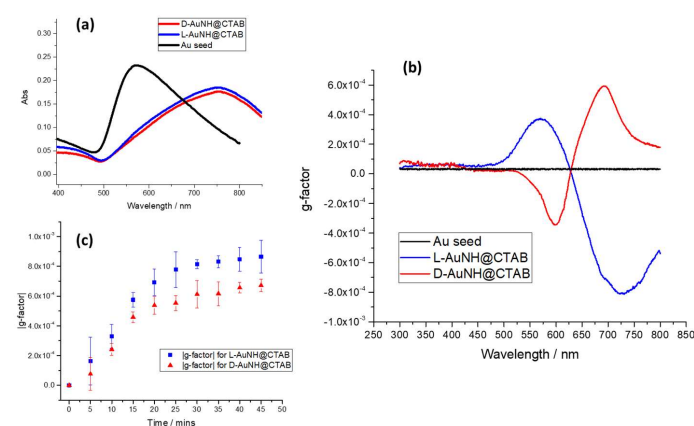 (a)
D-AuNH@CTAB
L-AuNH@CTAB
Au seed
0.30
0.25
0.20
0.15
0.10
0.05
0.00
Abs
400 500 600 700 800
Wavelength / nm
(b)
6.0x10⁻⁴
4.0x10⁻⁴
2.0x10⁻⁴
0.0
-2.0x10⁻⁴
-4.0x10⁻⁴
-6.0x10⁻⁴
-8.0x10⁻⁴
-1.0x10⁻³
g-factor
Au seed
L-AuNH@CTAB
D-AuNH@CTAB
250 300 350 400 450 500 550 600 650 700 750 800 850
Wavelength / nm
(c)
1.0x10⁻³
8.0x10⁻⁴
6.0x10⁻⁴
4.0x10⁻⁴
2.0x10⁻⁴
0.0
|g-factor|
|g-factor| for L-AuNH@CTAB
|g-factor| for D-AuNH@CTAB
0 5 10 15 20 25 30 35 40 45 50
Time / mins